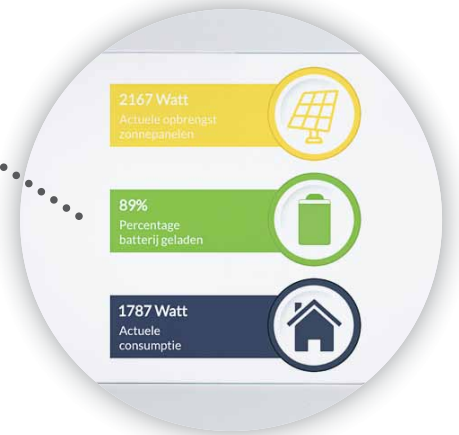 2167 Watt
Actuele opbrengst
zonnepanelen
89%
Percentage
batterij geladen
1787 Watt
Actuele
consumptie